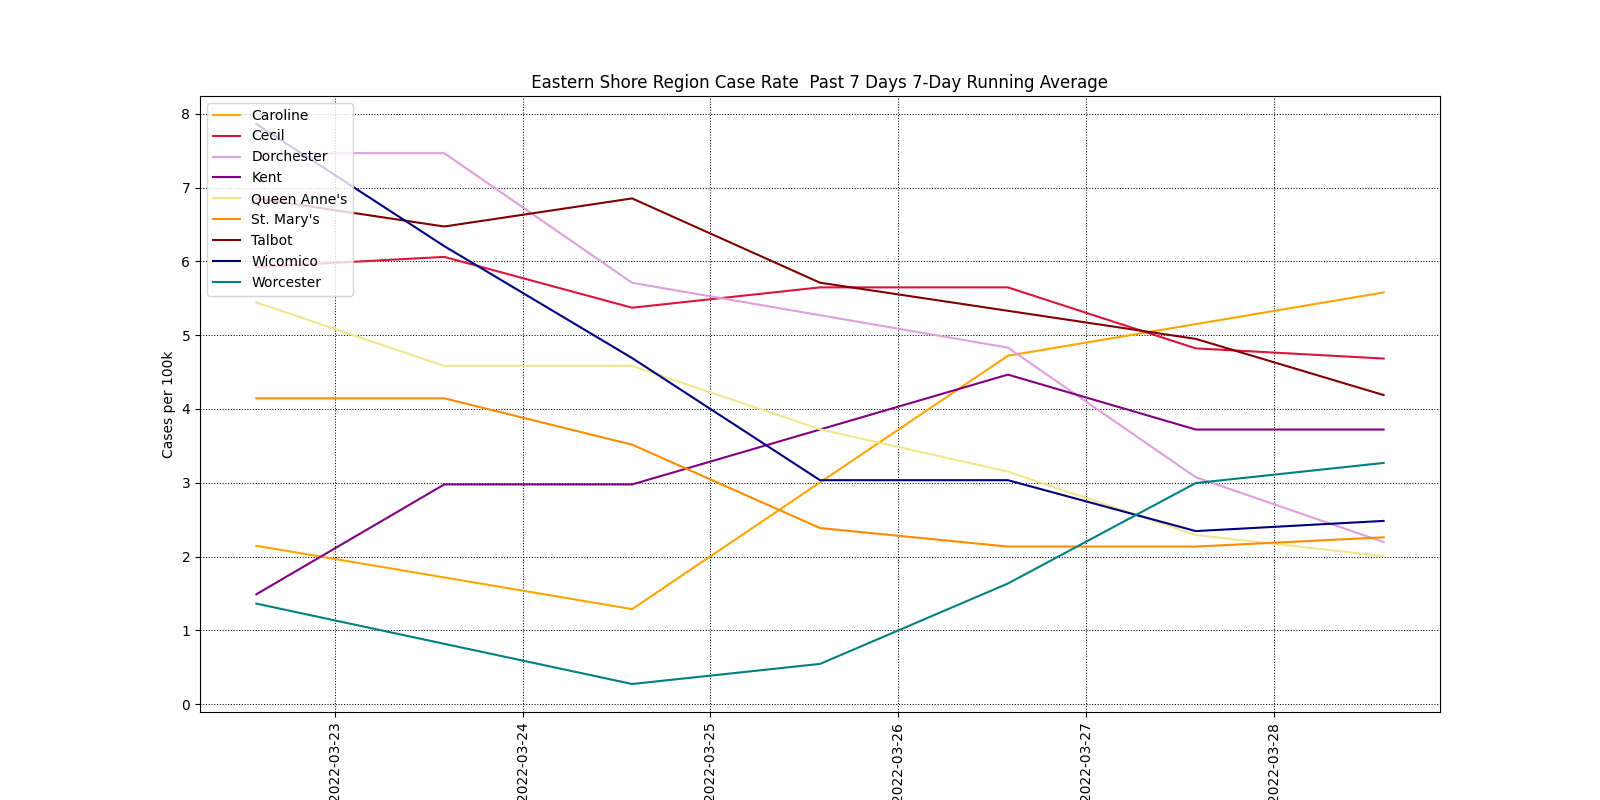 Eastern Shore Region Case Rate  Past 7 Days 7-Day Running Average
Caroline
Cecil
Dorchester
Kent
Queen Anne's
St. Mary's
Talbot
Wicomico
Worcester
8
7
6
5
4
3
2
1
0
Cases per 100k
2022-03-23
2022-03-24
2022-03-25
2022-03-26
2022-03-27
2022-03-28